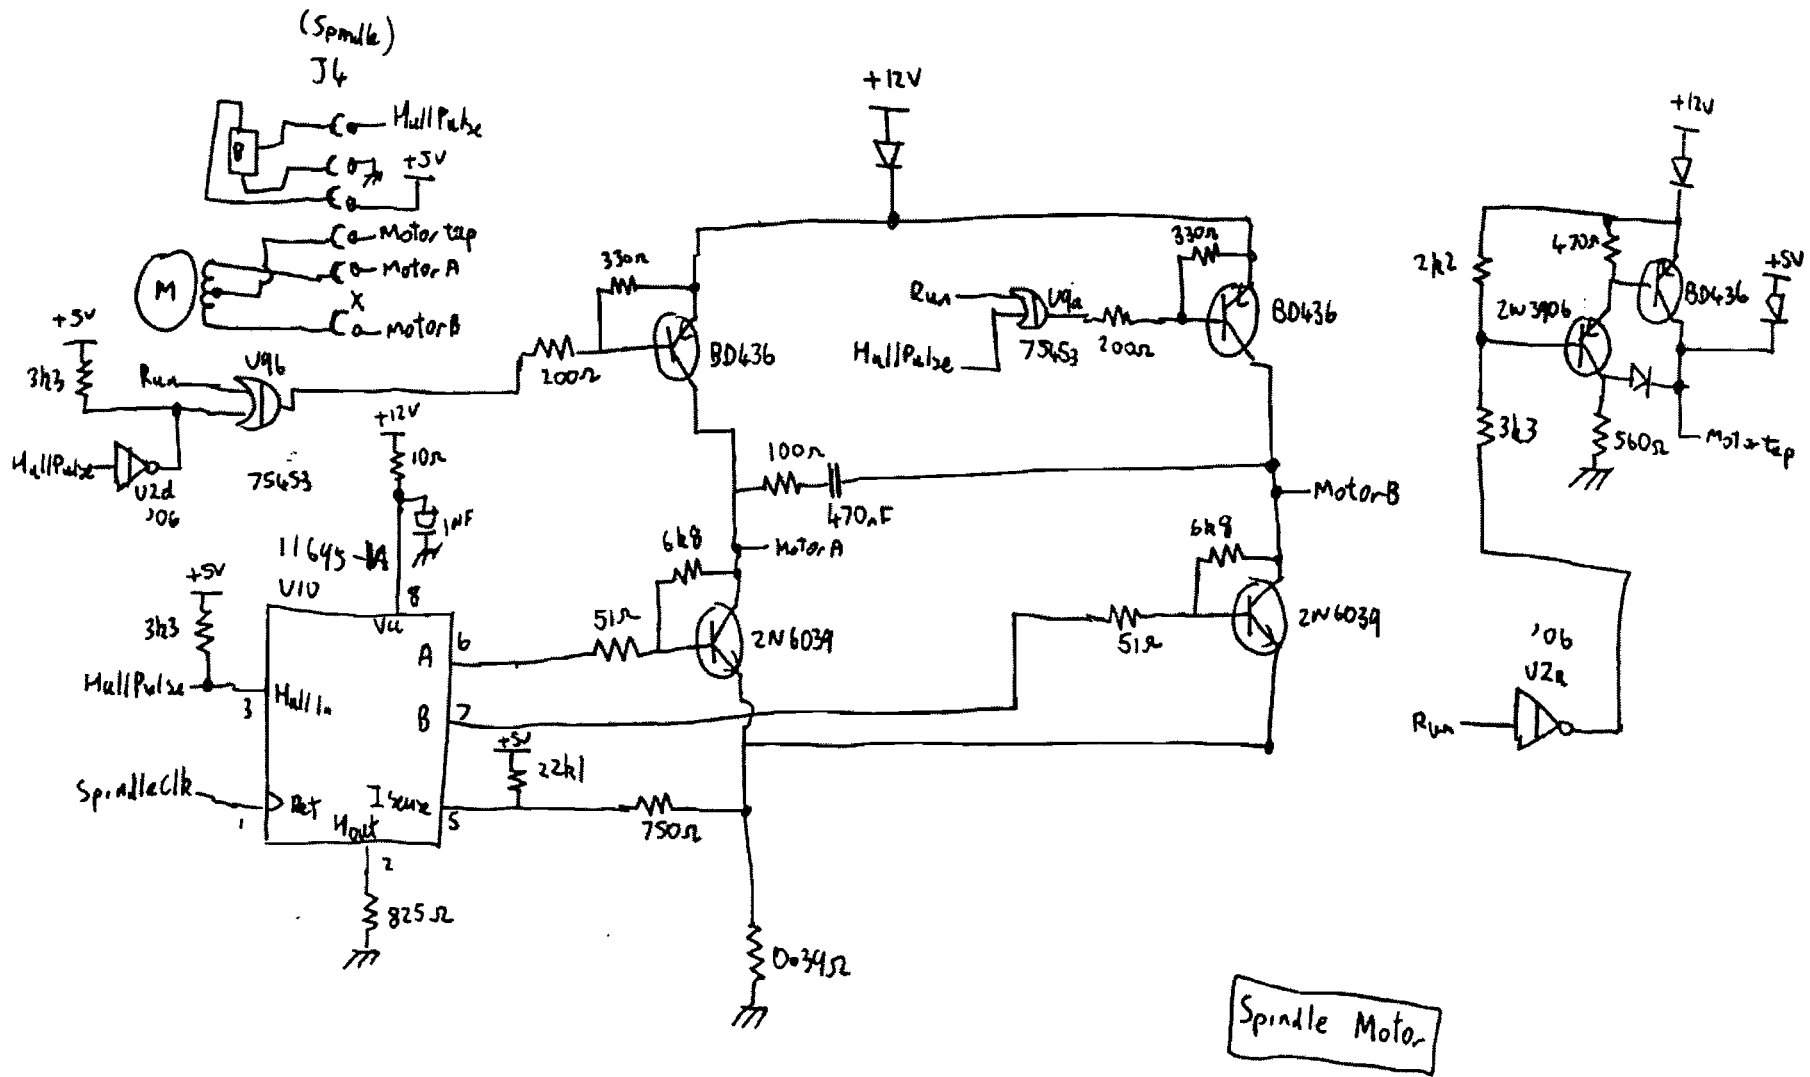 (Spindle)
J4
HallPulse
+5V
Motor tap
Motor A
X
Motor B
M
+5V
3k3
Run
U9b
HallPulse
U2d
'06
75453
+12V
10Ω
1µF
11645
U10
8
Vcc
+5V
3k3
HallPulse
3
Hall In
A
6
B
7
SpindleClk
1
Ref
I sense
5
Hout
2
825Ω
+5V
22k1
750Ω
0.39Ω
+12V
330Ω
200Ω
BD436
100Ω
470nF
Motor A
6k8
51Ω
2N6039
Run
HallPulse
U9a
75453
200Ω
330Ω
BD436
Motor B
6k8
51Ω
2N6039
+12V
2k2
470Ω
BD436
+5V
2N3906
3k3
560Ω
Motor tap
'06
U2a
Run
Spindle Motor